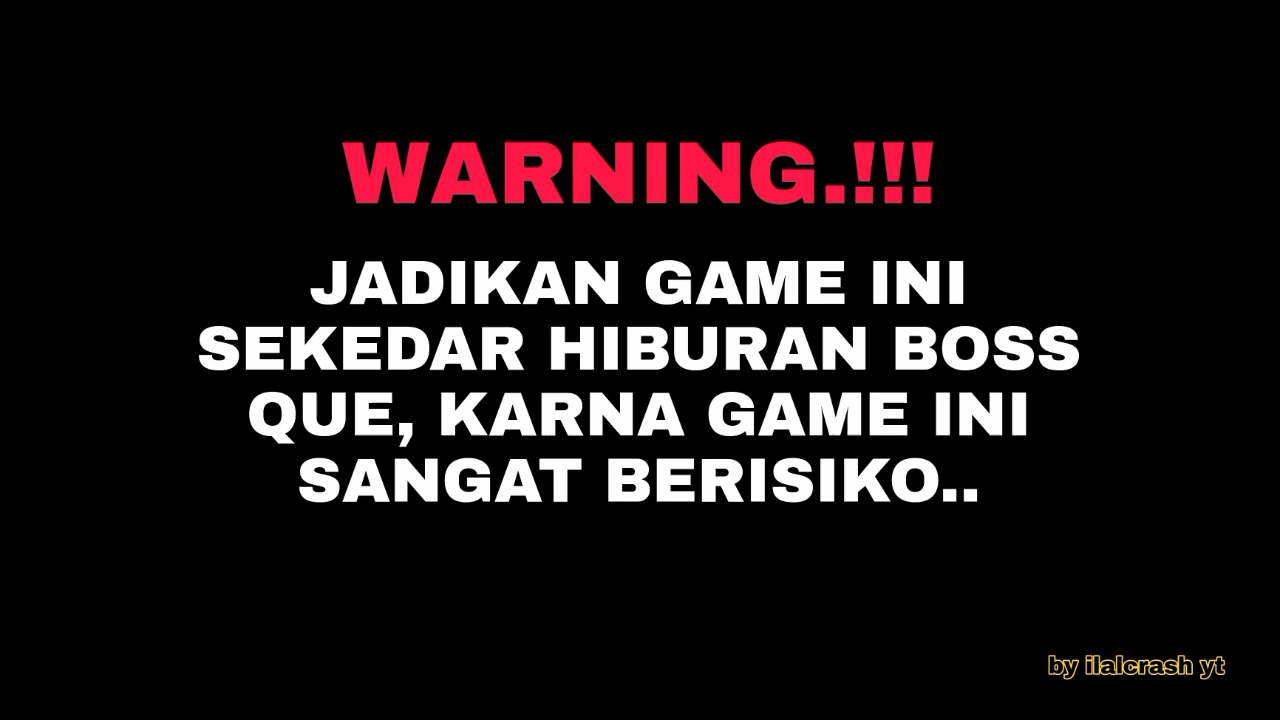 WARNING.!!!
JADIKAN GAME INI
SEKEDAR HIBURAN BOSS
QUE, KARNA GAME INI
SANGAT BERISIKO..
by ilalcrash yt